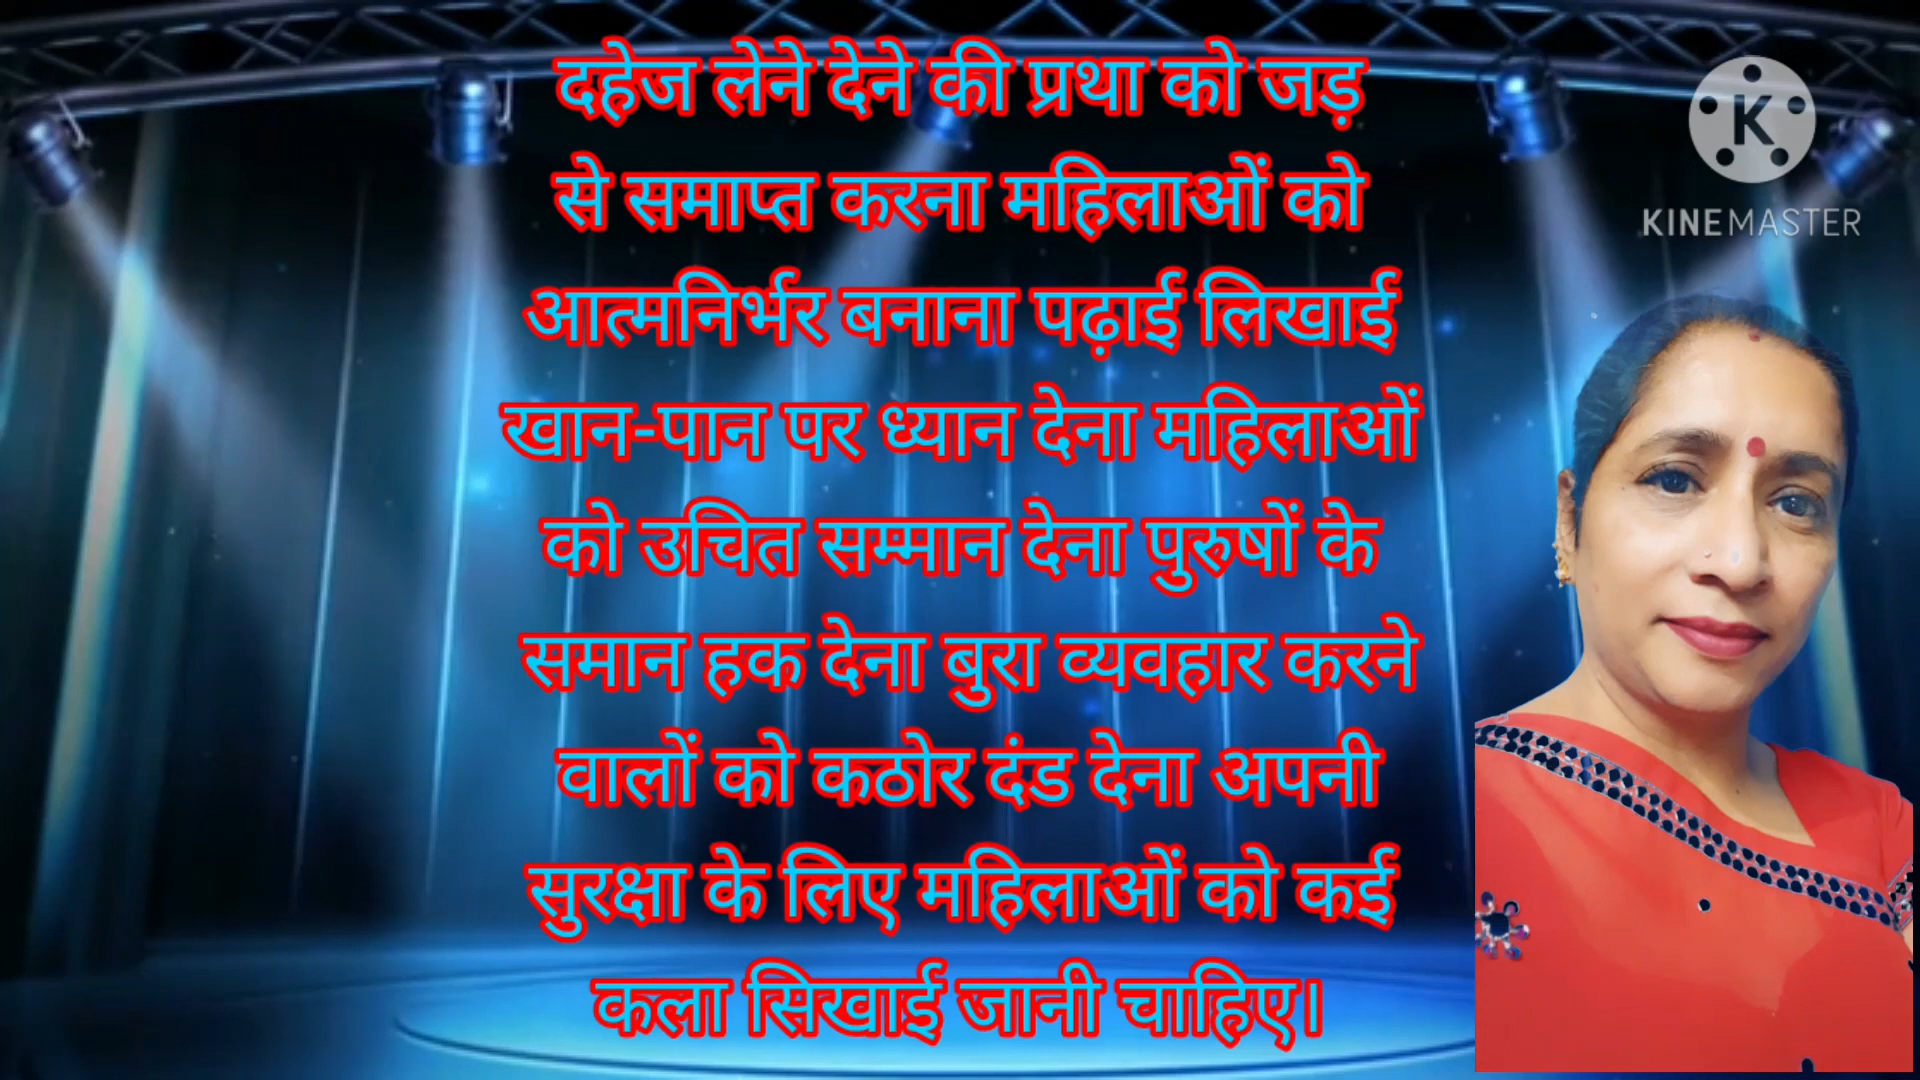 दहेज लेने देने की प्रथा को जड़
से समाप्त करना महिलाओं को
आत्मनिर्भर बनाना पढ़ाई लिखाई
खान-पान पर ध्यान देना महिलाओं
को उचित सम्मान देना पुरुषों के
समान हक देना बुरा व्यवहार करने
वालों को कठोर दंड देना अपनी
सुरक्षा के लिए महिलाओं को कई
कला सिखाई जानी चाहिए।
K
KINEMASTER